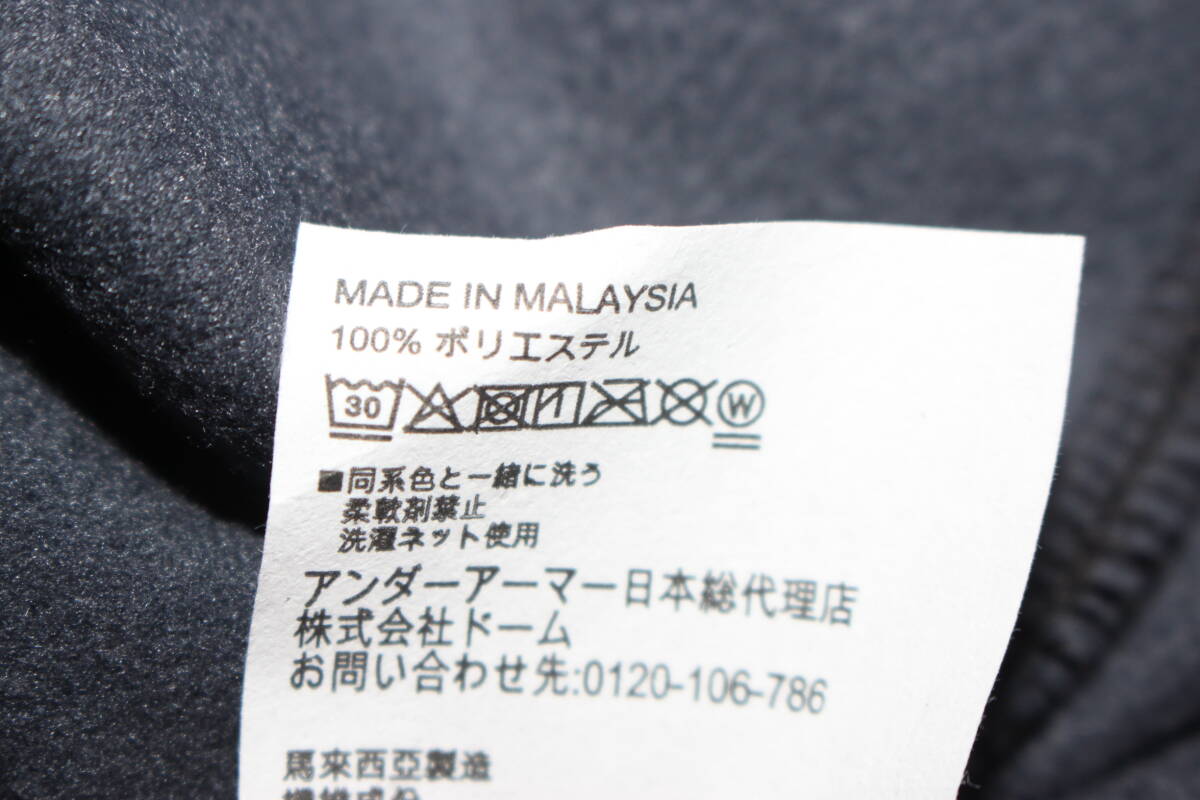 MADE IN MALAYSIA
100% ポリエステル
30 W
■同系色と一緒に洗う
柔軟剤禁止
洗濯ネット使用
アンダーアーマー日本総代理店
株式会社ドーム
お問い合わせ先:0120-106-786
馬来西亞製造